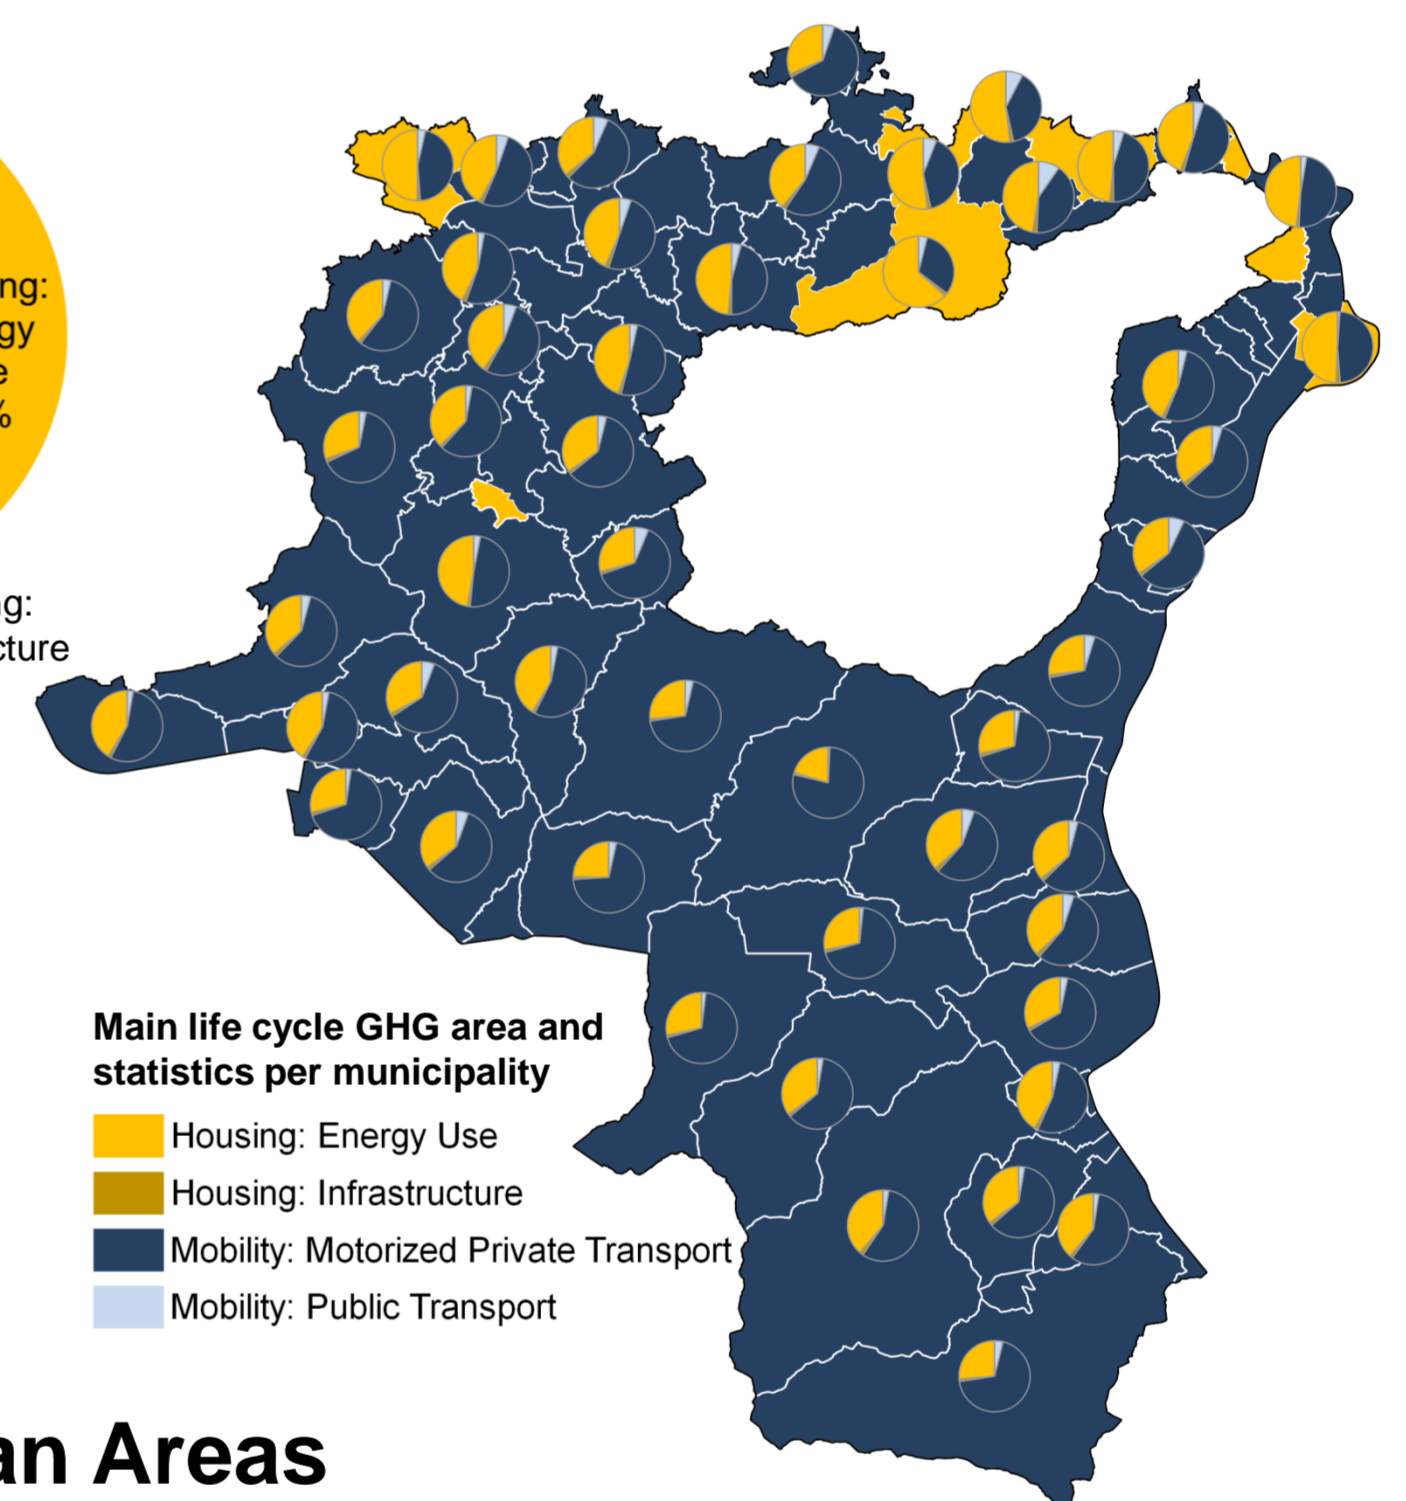 ng:
gy
e
%
g:
cture
Main life cycle GHG area and
statistics per municipality
Housing: Energy Use
Housing: Infrastructure
Mobility: Motorized Private Transport
Mobility: Public Transport
an Areas